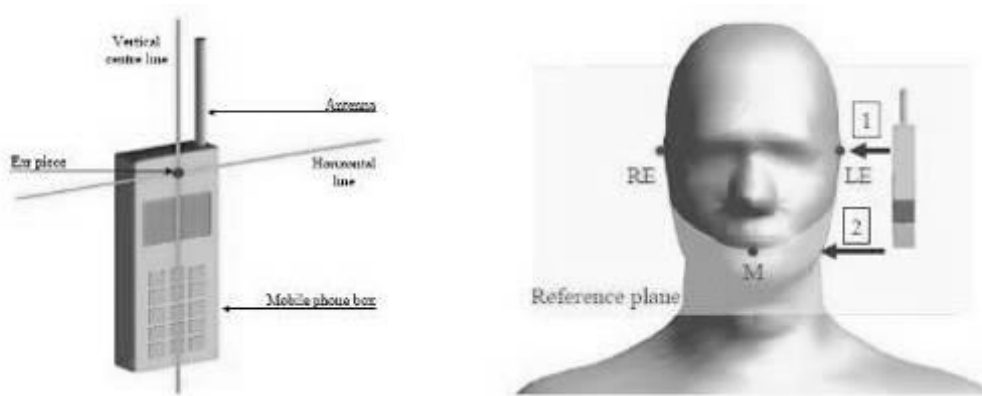 Vertical
centre line
Antenna
Ear piece
Horizontal
line
Mobile phone box
1
RE
LE
2
M
Reference plane